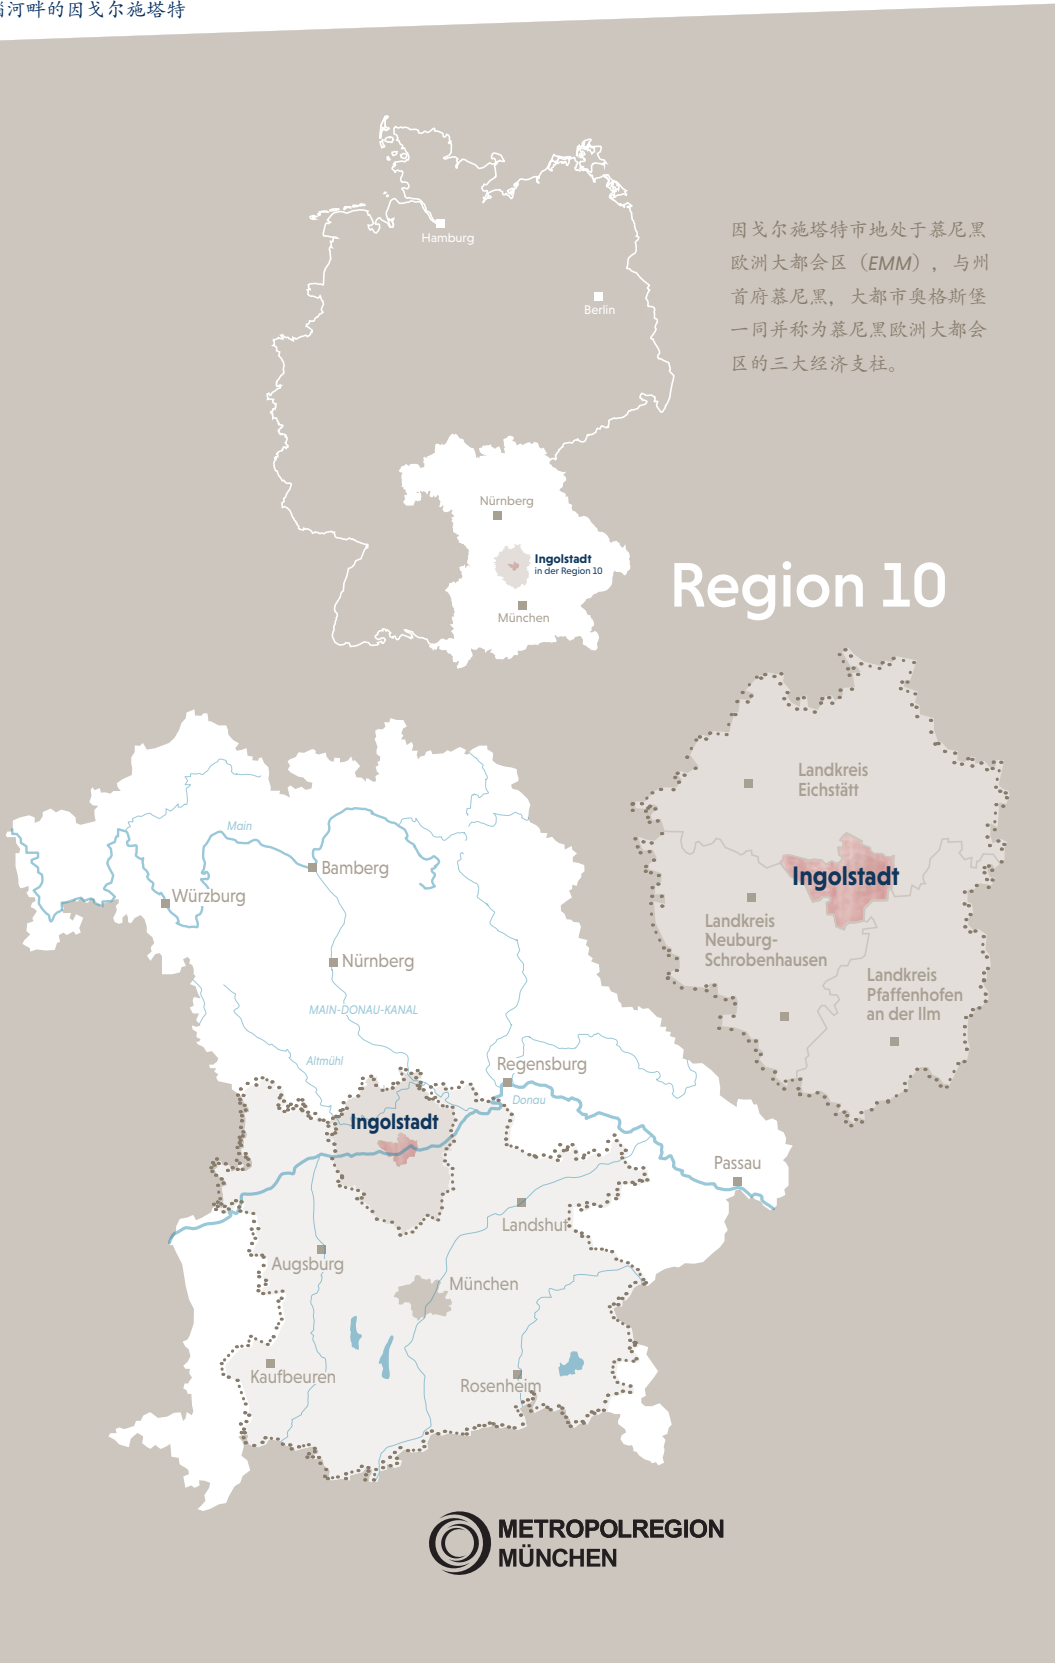 河畔的因戈尔施塔特
Hamburg
Berlin
因戈尔施塔特市地处于慕尼黑
欧洲大都会区（EMM），与州
首府慕尼黑，大都市奥格斯堡
一同并称为慕尼黑欧洲大都会
区的三大经济支柱。
Nürnberg
Ingolstadt
in der Region 10
München
Region 10
Landkreis
Eichstätt
Ingolstadt
Landkreis
Neuburg-
Schrobenhausen
Landkreis
Pfaffenhofen
an der Ilm
Main
Bamberg
Würzburg
Nürnberg
MAIN-DONAU-KANAL
Altmühl
Regensburg
Donau
Ingolstadt
Passau
Landshut
Augsburg
München
Kaufbeuren
Rosenheim
METROPOLREGION
MÜNCHEN